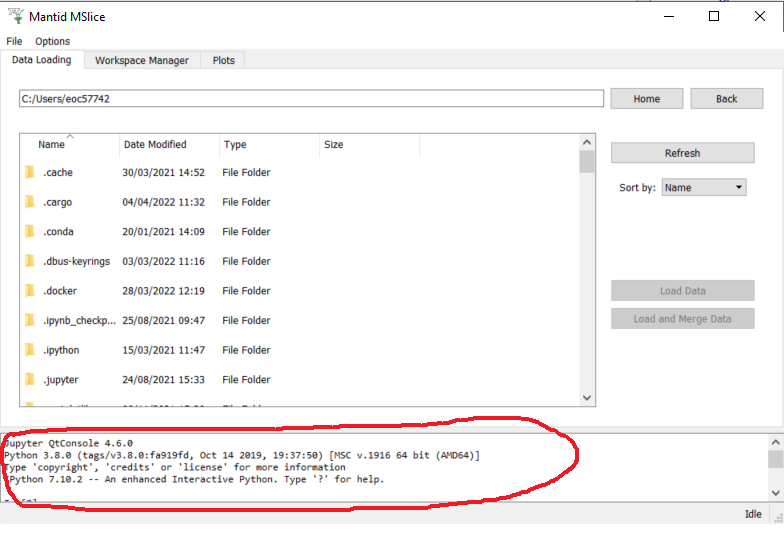 Mantid MSlice
File Options
Data Loading Workspace Manager Plots
C:/Users/eoc57742 Home Back
Name Date Modified Type Size
Refresh
.cache 30/03/2021 14:52 File Folder
Sort by: Name
.cargo 04/04/2022 11:32 File Folder
.conda 20/01/2021 14:09 File Folder
.dbus-keyrings 03/03/2022 11:16 File Folder
.docker 28/03/2022 12:19 File Folder
Load Data
.ipynb_checkp... 25/08/2021 09:47 File Folder
Load and Merge Data
.ipython 15/03/2021 11:47 File Folder
.jupyter 24/08/2021 15:33 File Folder
Jupyter QtConsole 4.6.0
Python 3.8.0 (tags/v3.8.0:fa919fd, Oct 14 2019, 19:37:50) [MSC v.1916 64 bit (AMD64)]
Type 'copyright', 'credits' or 'license' for more information
IPython 7.10.2 -- An enhanced Interactive Python. Type '?' for help.
Idle